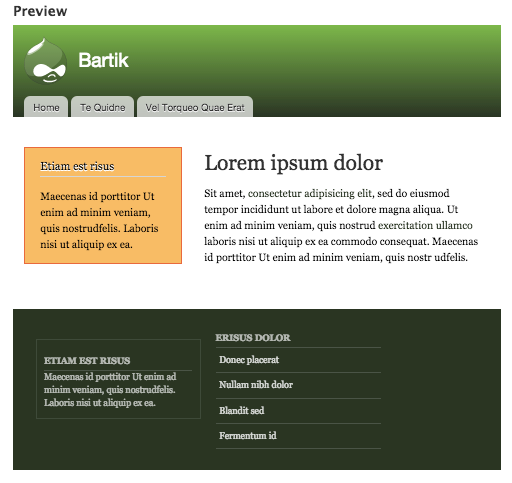 Preview
Bartik
Home Te Quidne Vel Torqueo Quae Erat
Etiam est risus
Maecenas id porttitor Ut
enim ad minim veniam,
quis nostrudfelis. Laboris
nisi ut aliquip ex ea.
Lorem ipsum dolor
Sit amet, consectetur adipisicing elit, sed do eiusmod
tempor incididunt ut labore et dolore magna aliqua. Ut
enim ad minim veniam, quis nostrud exercitation ullamco
laboris nisi ut aliquip ex ea commodo consequat. Maecenas
id porttitor Ut enim ad minim veniam, quis nostr udfelis.
ETIAM EST RISUS
Maecenas id porttitor Ut enim ad
minim veniam, quis nostrudfelis.
Laboris nisi ut aliquip ex ea.
ERISUS DOLOR
Donec placerat
Nullam nibh dolor
Blandit sed
Fermentum id